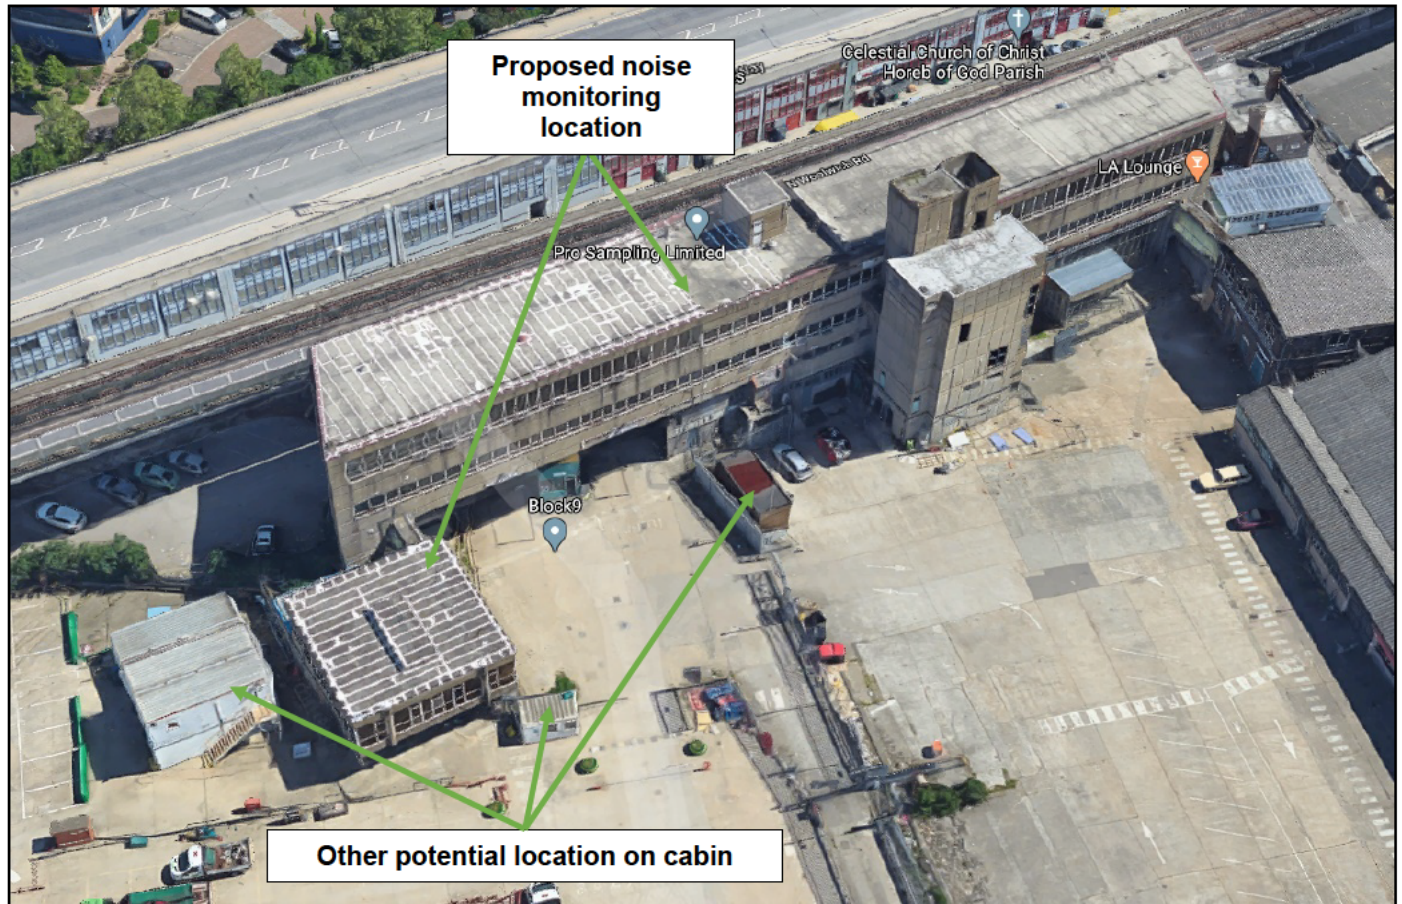 Proposed noise
monitoring
location
Celestial Church of Christ
Horeb of God Parish
N Woolwich Rd
LA Lounge
Pro Sampling Limited
Block9
Other potential location on cabin